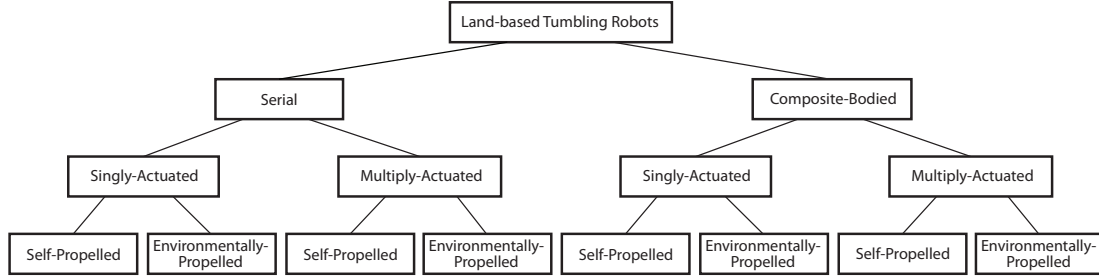 Land-based Tumbling Robots
Serial
Composite-Bodied
Singly-Actuated
Multiply-Actuated
Singly-Actuated
Multiply-Actuated
Self-Propelled
Environmentally-
Propelled
Self-Propelled
Environmentally-
Propelled
Self-Propelled
Environmentally-
Propelled
Self-Propelled
Environmentally-
Propelled